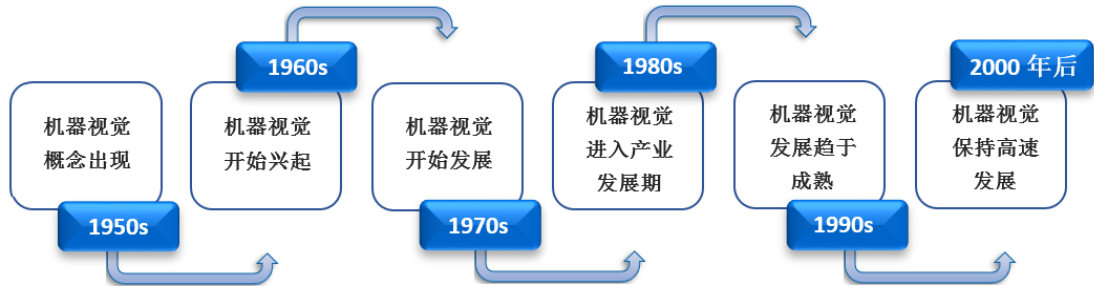 1950s
机器视觉
概念出现
1960s
机器视觉
开始兴起
1970s
机器视觉
开始发展
1980s
机器视觉
进入产业
发展期
1990s
机器视觉
发展趋于
成熟
2000 年后
机器视觉
保持高速
发展